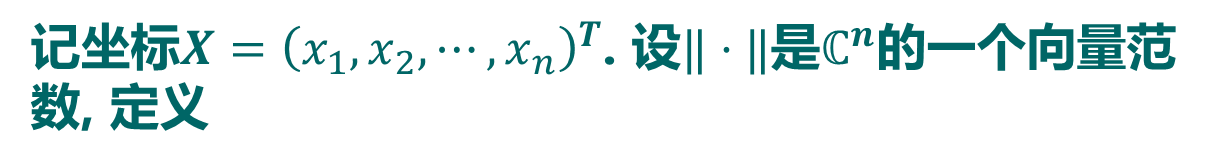 记坐标X = (x₁, x₂, ⋯, xₙ)ᵀ. 设‖ · ‖是ℂⁿ的一个向量范
数, 定义